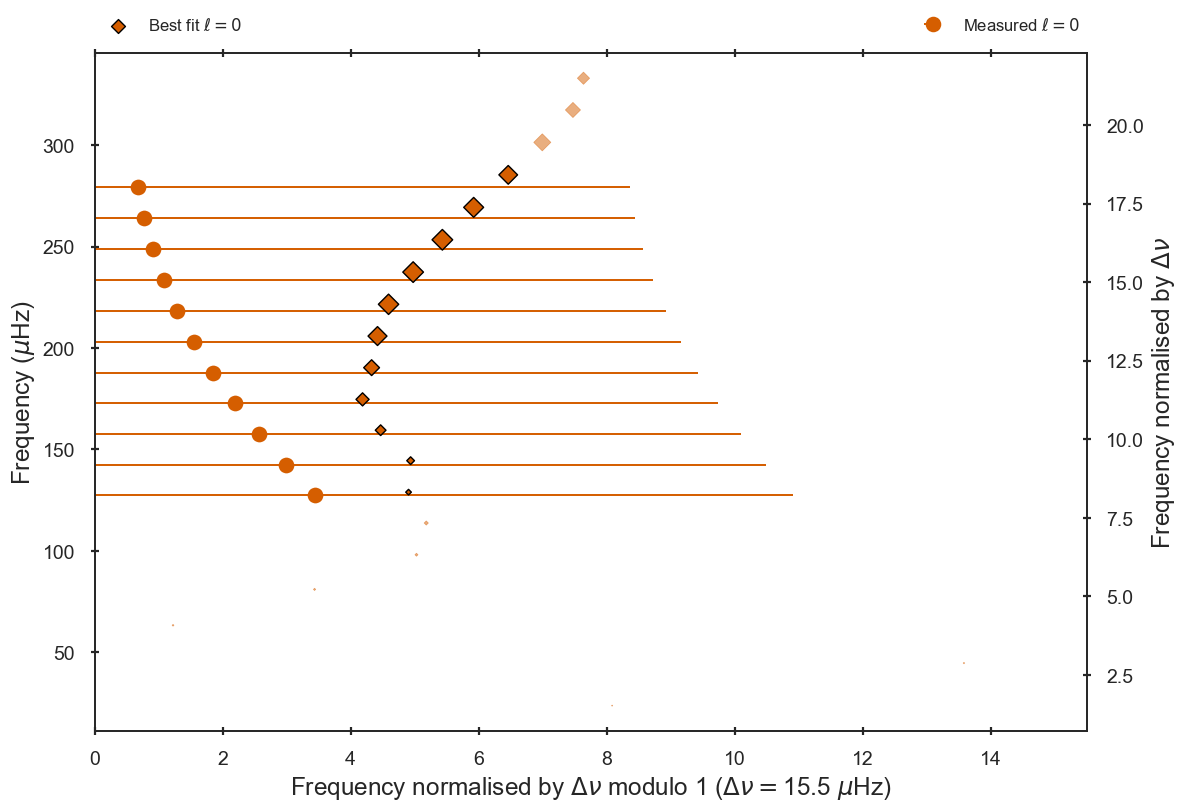 Best fit ℓ = 0
Measured ℓ = 0
300
250
200
150
100
50
Frequency (μHz)
20.0
17.5
15.0
12.5
10.0
7.5
5.0
2.5
Frequency normalised by Δν
0 2 4 6 8 10 12 14
Frequency normalised by Δν modulo 1 (Δν = 15.5 μHz)